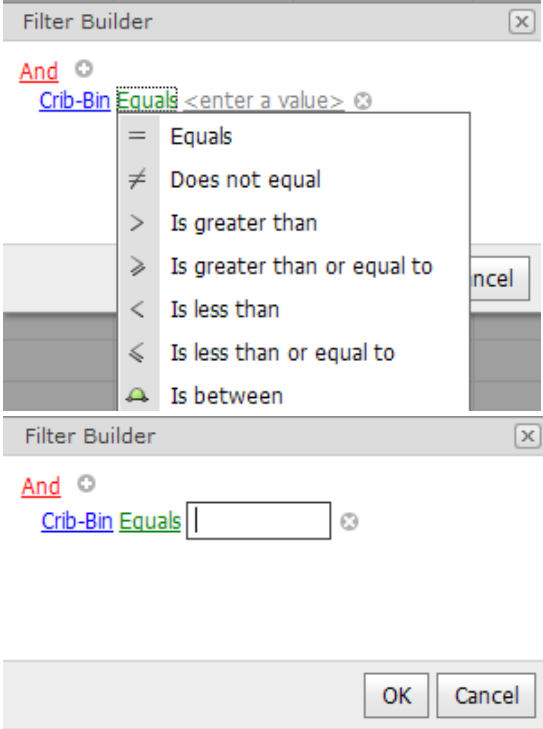 Filter Builder
And
Crib-Bin Equals <enter a value>
= Equals
≠ Does not equal
> Is greater than
⩾ Is greater than or equal to
ncel
< Is less than
⩽ Is less than or equal to
Is between
Filter Builder
And
Crib-Bin Equals
OK Cancel